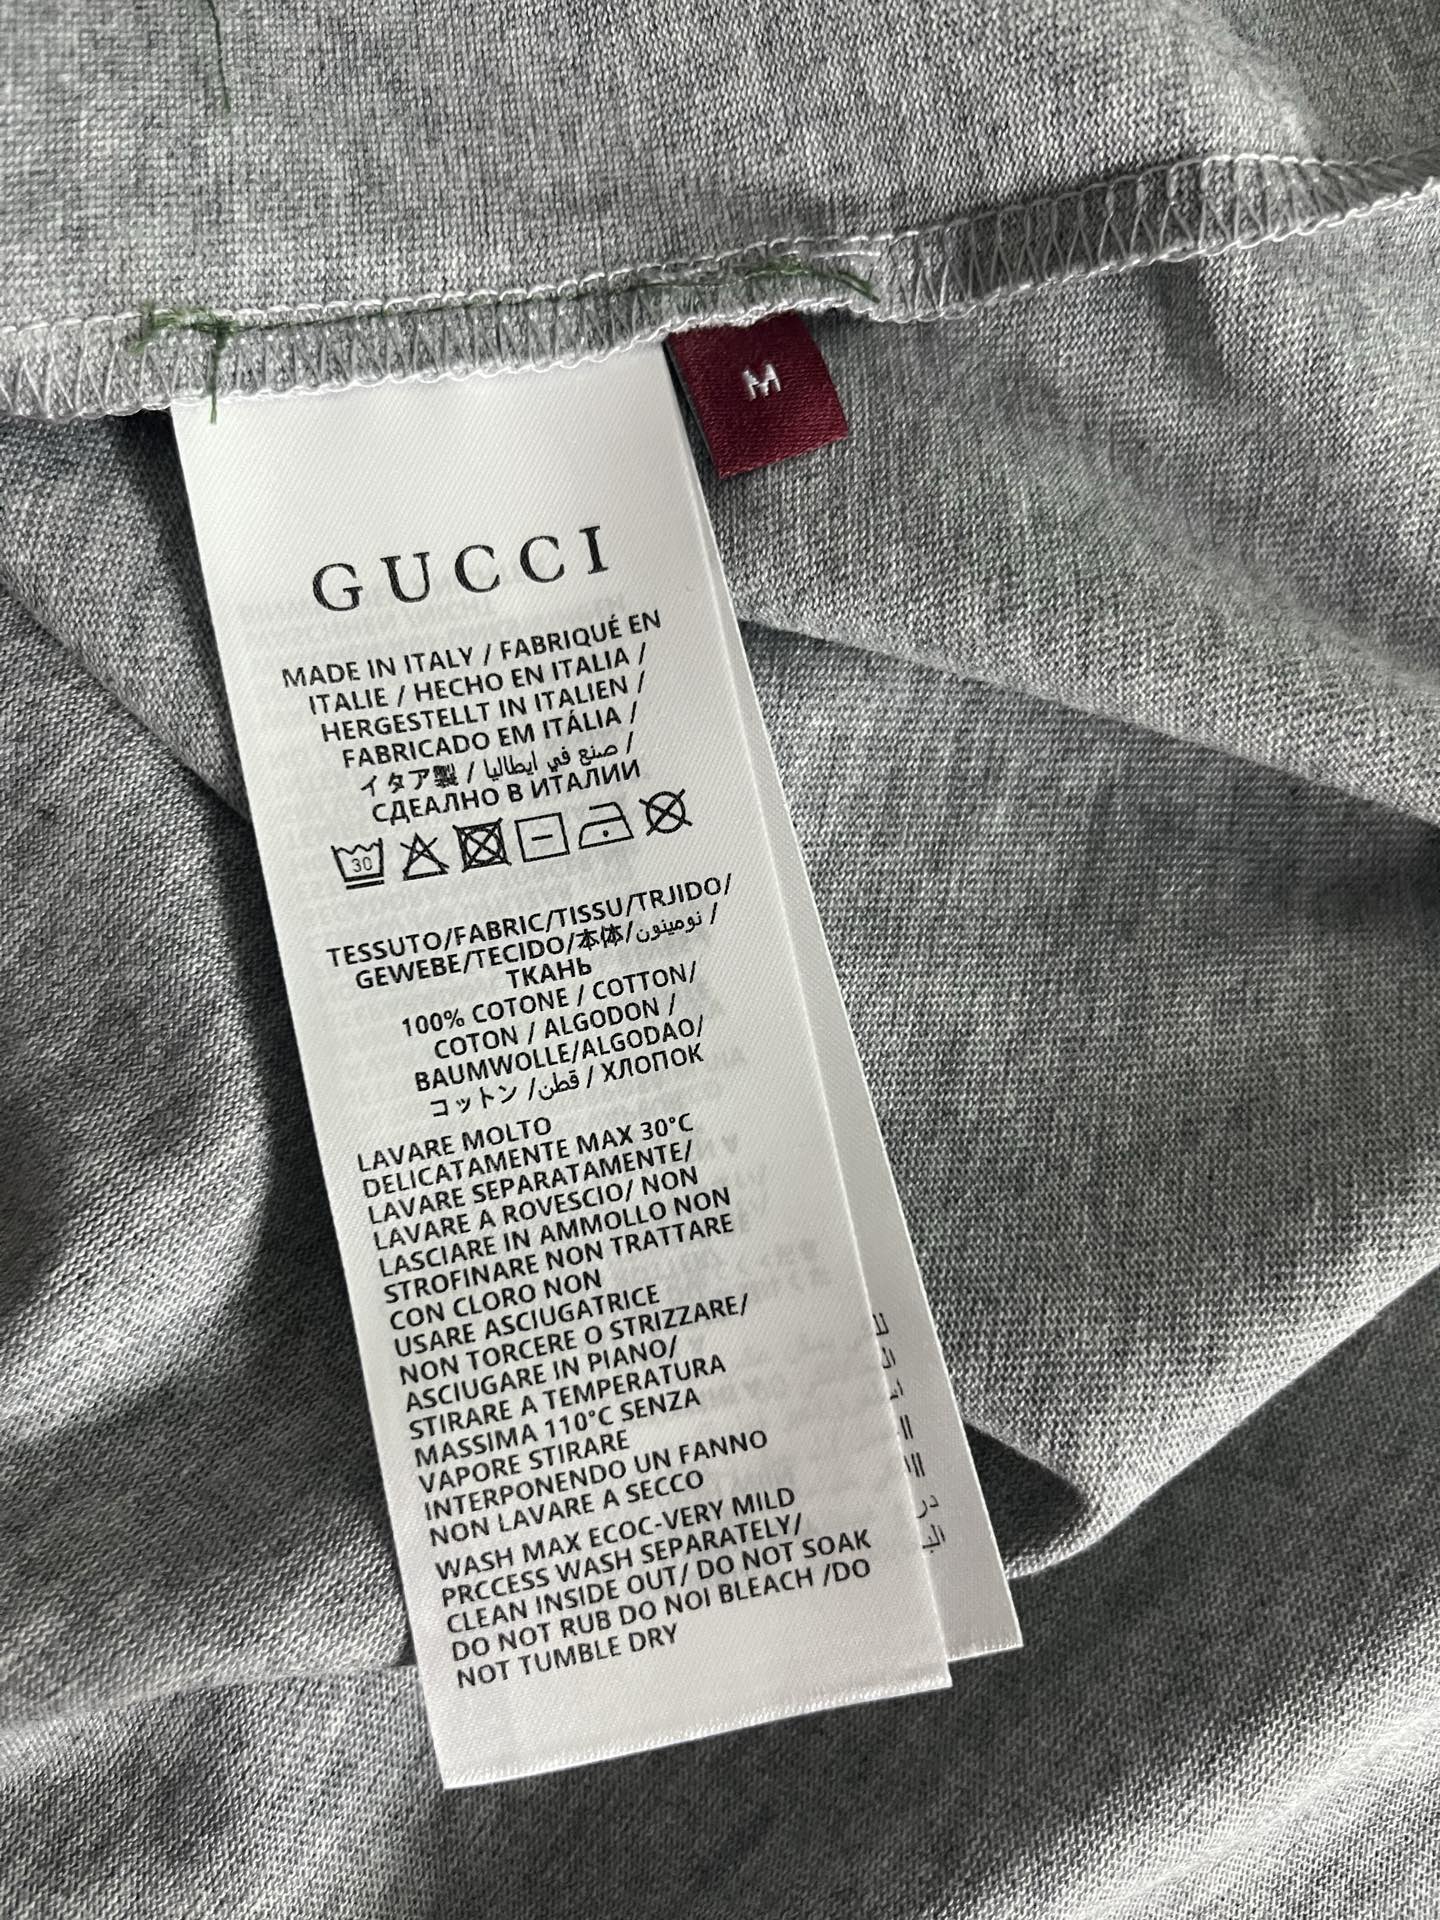 M
GUCCI
MADE IN ITALY / FABRIQUÉ EN
ITALIE / HECHO EN ITALIA /
HERGESTELLT IN ITALIEN /
FABRICADO EM ITÁLIA /
イタア製 / صنع في ايطاليا /
СДЕАЛНО В ИТАЛИИ
30
TESSUTO/FABRIC/TISSU/TRJIDO/
GEWEBE/TECIDO/本体/نومينون /
ТКАНЬ
100% COTONE / COTTON/
COTON / ALGODON /
BAUMWOLLE/ALGODAO/
コットン /قطن / ХЛОПОК
LAVARE MOLTO
DELICATAMENTE MAX 30°C
LAVARE SEPARATAMENTE/
LAVARE A ROVESCIO/ NON
LASCIARE IN AMMOLLO NON
STROFINARE NON TRATTARE
CON CLORO NON
USARE ASCIUGATRICE
NON TORCERE O STRIZZARE/
ASCIUGARE IN PIANO/
STIRARE A TEMPERATURA
MASSIMA 110°C SENZA
VAPORE STIRARE
INTERPONENDO UN FANNO
NON LAVARE A SECCO
WASH MAX ECOC-VERY MILD
PRCCESS WASH SEPARATELY/
CLEAN INSIDE OUT/ DO NOT SOAK
DO NOT RUB DO NOI BLEACH /DO
NOT TUMBLE DRY